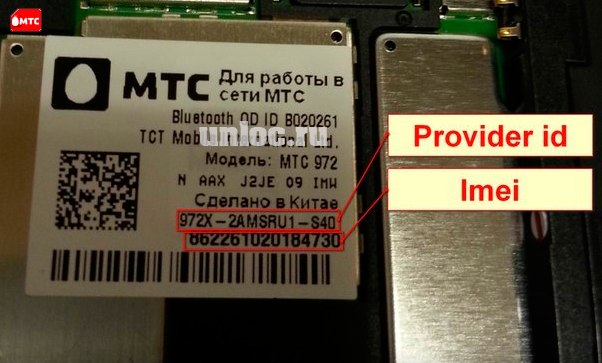 МТС
МТС
Для работы в
сети МТС
Bluetooth QD ID B020261
TCT Mob
unloc.ru
Модель: МТС 972
N AAX J2JE 09 IMW
Сделано в Китае
972X-2AMSRU1-S40
862261020184730
Provider id
Imei